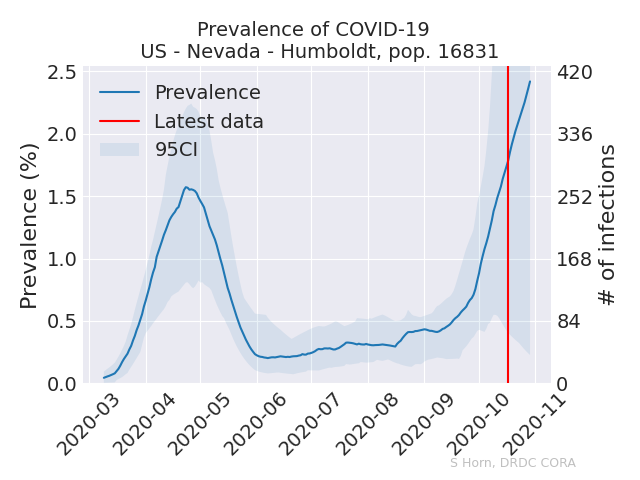 Prevalence of COVID-19
US - Nevada - Humboldt, pop. 16831
Prevalence
Latest data
95CI
Prevalence (%)
2.5
2.0
1.5
1.0
0.5
0.0
420
336
252
168
84
0
# of infections
2020-03
2020-04
2020-05
2020-06
2020-07
2020-08
2020-09
2020-10
2020-11
S Horn, DRDC CORA